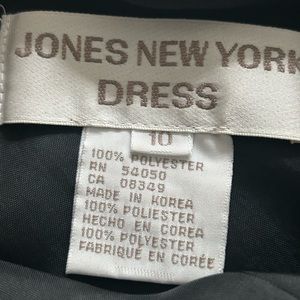 JONES NEW YORK
DRESS
10
100% POLYESTER
RN 54050
CA 08349
MADE IN KOREA
100% POLIESTER
HECHO EN COREA
100% POLYESTER
FABRIQUÉ EN CORÉE